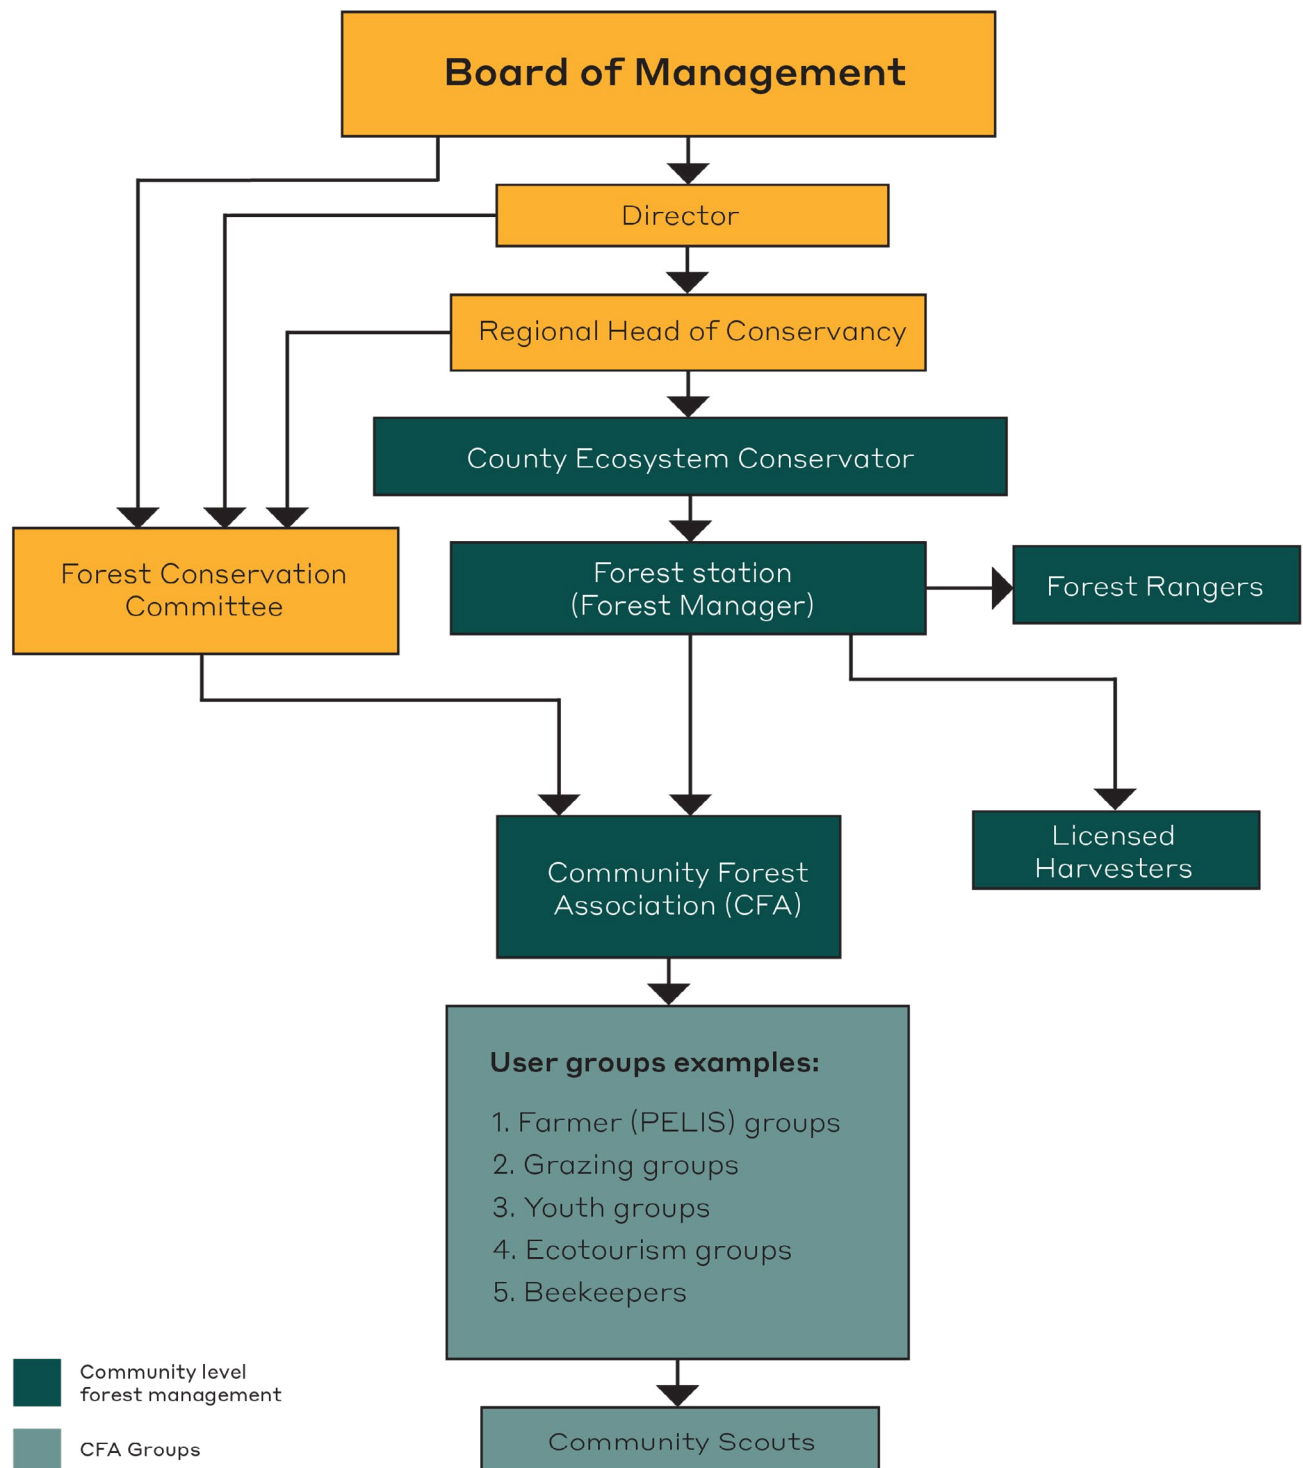 Board of Management
Director
Regional Head of Conservancy
County Ecosystem Conservator
Forest Conservation
Committee
Forest station
(Forest Manager)
Forest Rangers
Licensed
Harvesters
Community Forest
Association (CFA)
User groups examples:
1. Farmer (PELIS) groups
2. Grazing groups
3. Youth groups
4. Ecotourism groups
5. Beekeepers
Community Scouts
Community level
forest management
CFA Groups